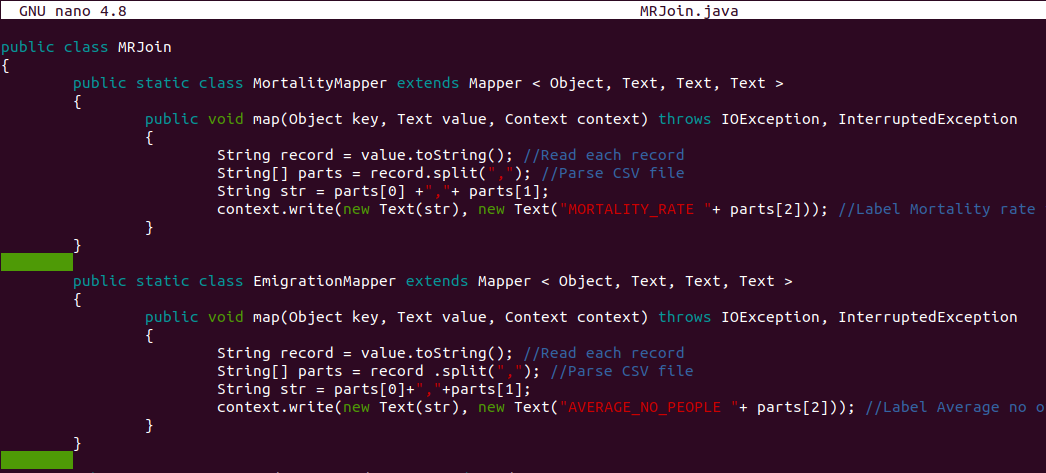 GNU nano 4.8 MRJoin.java
public class MRJoin
{
public static class MortalityMapper extends Mapper < Object, Text, Text, Text >
{
public void map(Object key, Text value, Context context) throws IOException, InterruptedException
{
String record = value.toString(); //Read each record
String[] parts = record.split(","); //Parse CSV file
String str = parts[0] +","+ parts[1];
context.write(new Text(str), new Text("MORTALITY_RATE "+ parts[2])); //Label Mortality rate
}
}
public static class EmigrationMapper extends Mapper < Object, Text, Text, Text >
{
public void map(Object key, Text value, Context context) throws IOException, InterruptedException
{
String record = value.toString(); //Read each record
String[] parts = record .split(","); //Parse CSV file
String str = parts[0]+","+parts[1];
context.write(new Text(str), new Text("AVERAGE_NO_PEOPLE "+ parts[2])); //Label Average no o
}
}